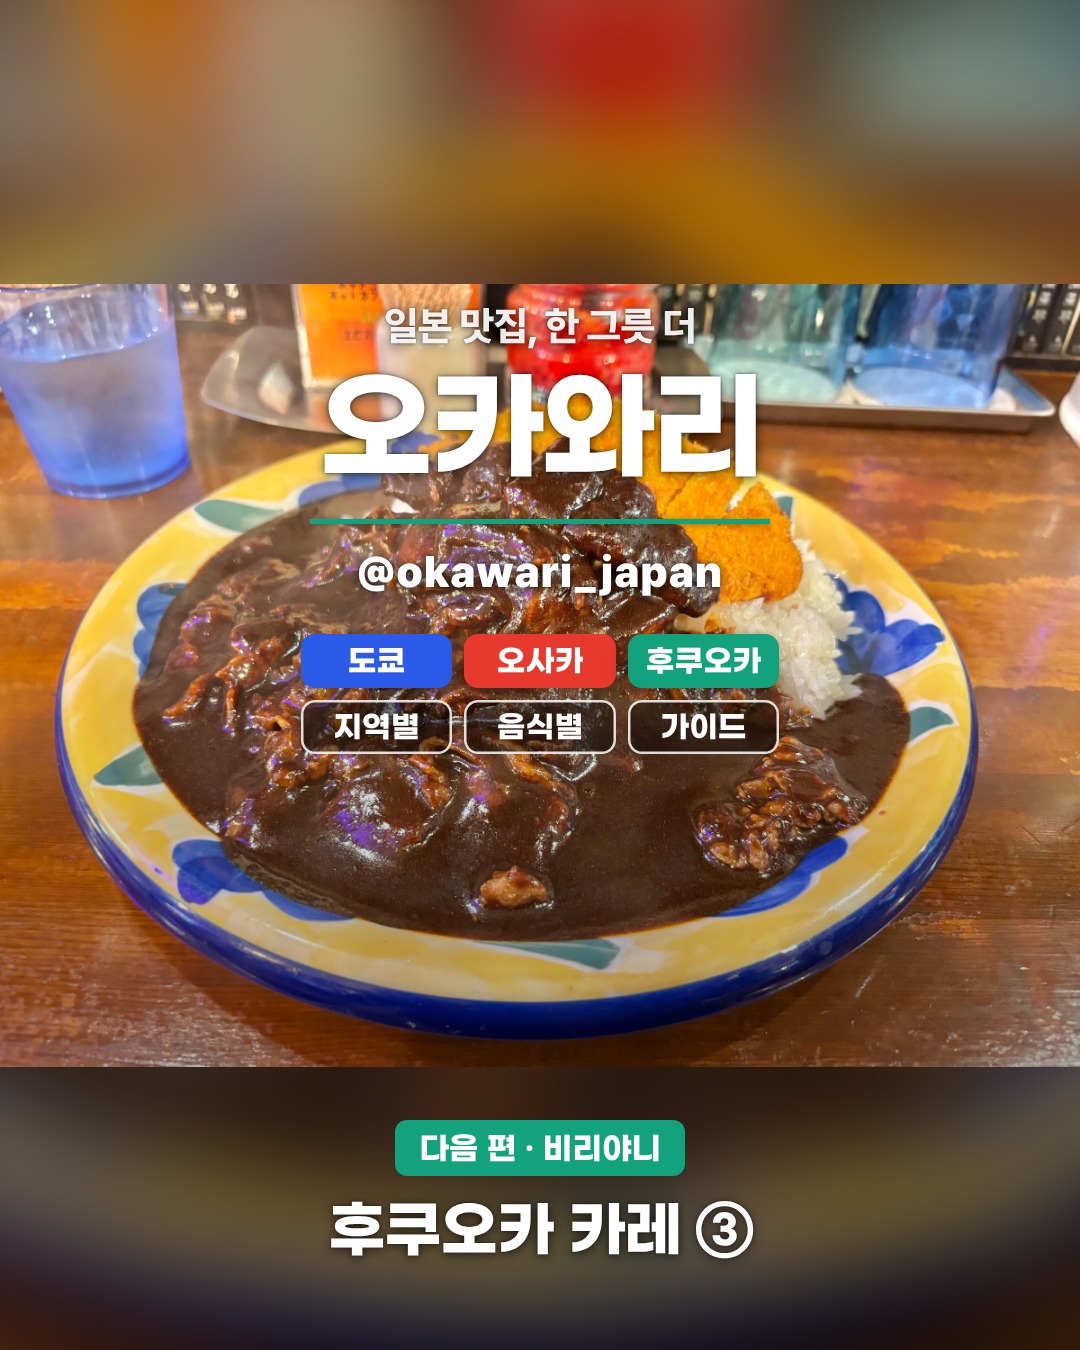 일본 맛집, 한 그릇 더
오카와리
@okawari_japan
도쿄 오사카 후쿠오카
지역별 음식별 가이드
다음 편 · 비리야니
후쿠오카 카레 ③